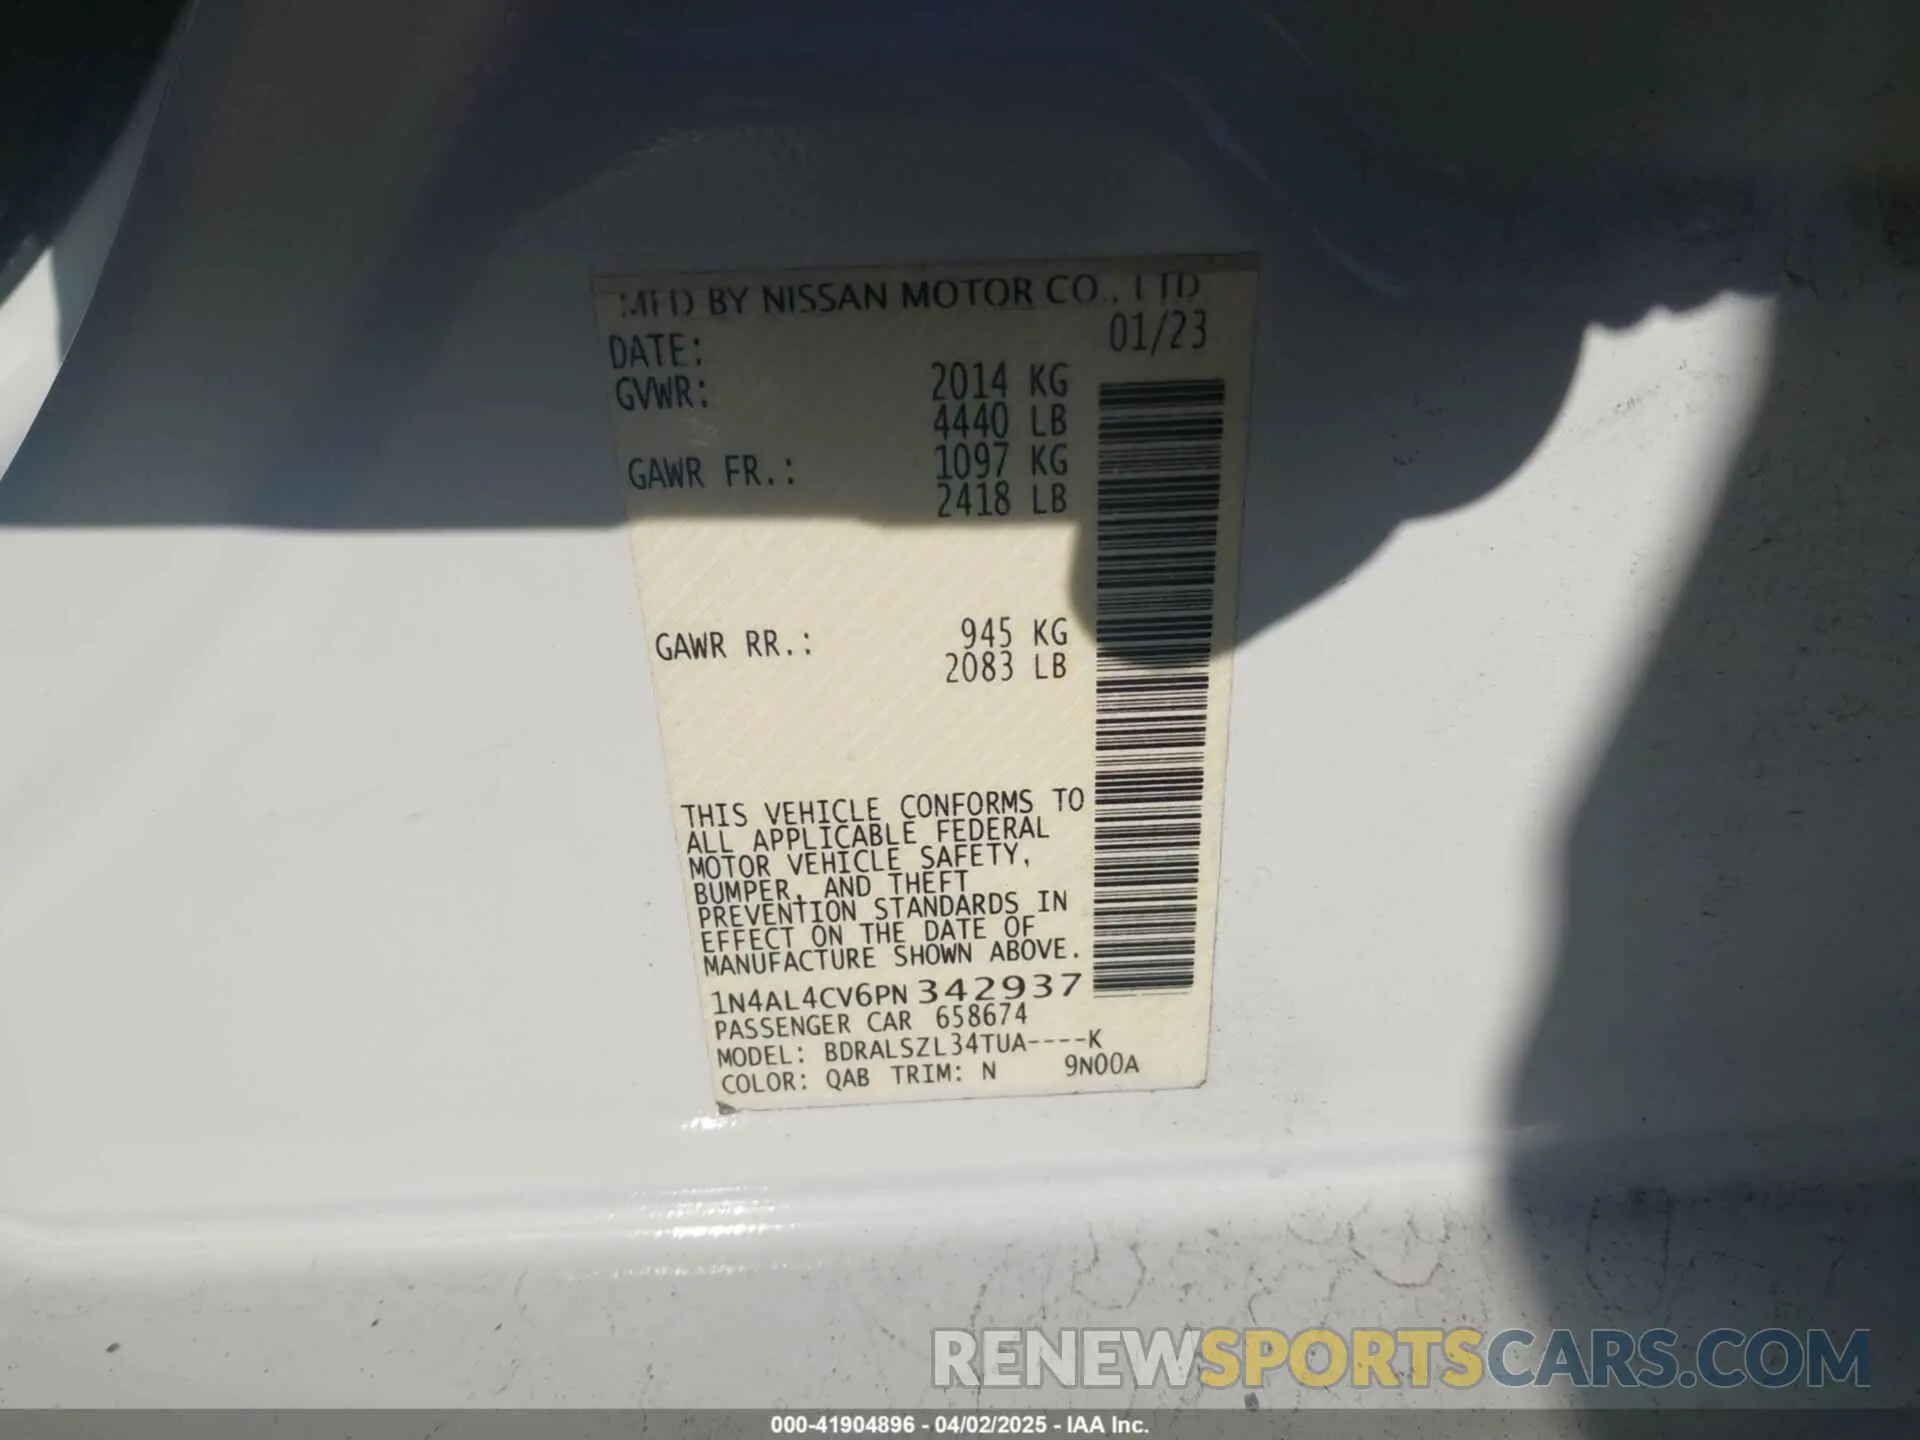 MFD BY NISSAN MOTOR CO., LTD
DATE: 01/23
GVWR: 2014 KG
4440 LB
GAWR FR.: 1097 KG
2418 LB
GAWR RR.: 945 KG
2083 LB
THIS VEHICLE CONFORMS TO
ALL APPLICABLE FEDERAL
MOTOR VEHICLE SAFETY,
BUMPER, AND THEFT
PREVENTION STANDARDS IN
EFFECT ON THE DATE OF
MANUFACTURE SHOWN ABOVE.
1N4AL4CV6PN342937
PASSENGER CAR 658674
MODEL: BDRALSZL34TUA----K
COLOR: QAB TRIM: N 9N00A
RENEWSPORTSCARS.COM
000-41904896 - 04/02/2025 - IAA Inc.